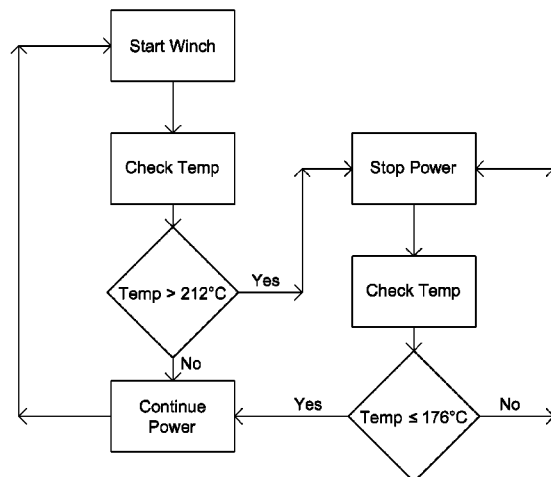 Start Winch
Check Temp
Temp > 212°C
Yes
No
Continue
Power
Stop Power
Check Temp
Temp ≤ 176°C
Yes
No